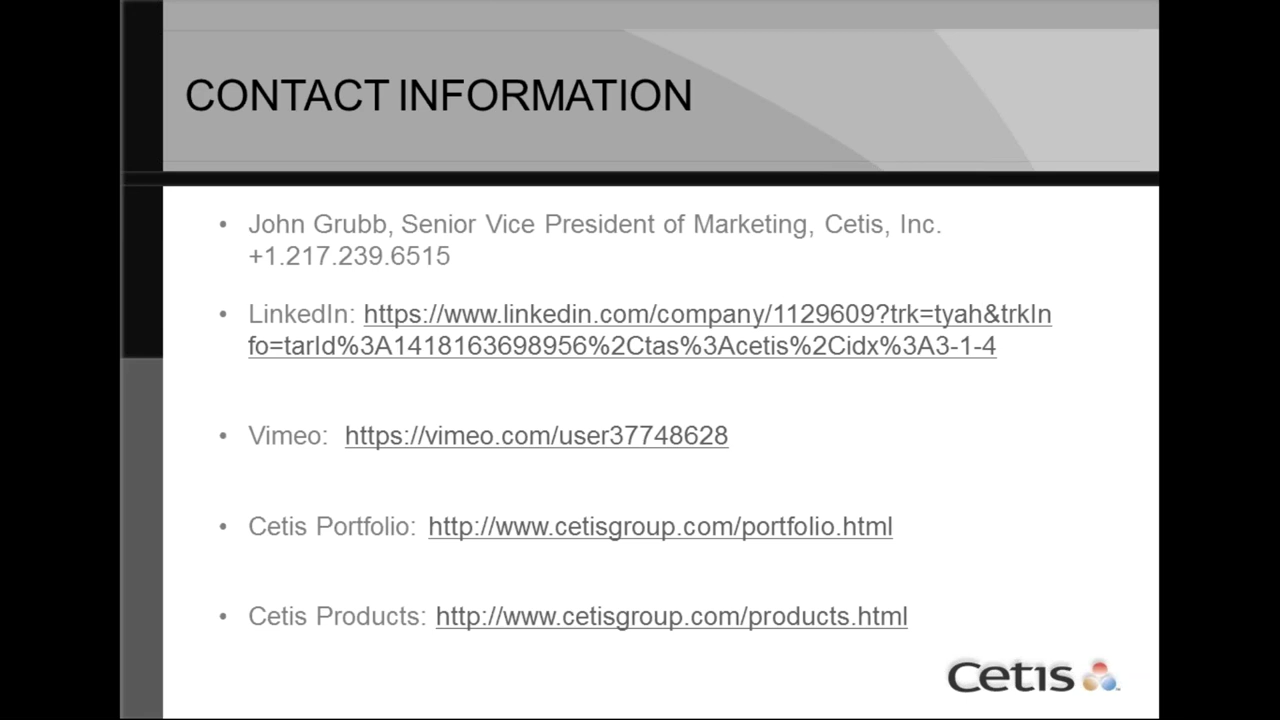 CONTACT INFORMATION
• John Grubb, Senior Vice President of Marketing, Cetis, Inc.
+1.217.239.6515
• LinkedIn: https://www.linkedin.com/company/1129609?trk=tyah&trkIn
fo=tarId%3A1418163698956%2Ctas%3Acetis%2Cidx%3A3-1-4
• Vimeo: https://vimeo.com/user37748628
• Cetis Portfolio: http://www.cetisgroup.com/portfolio.html
• Cetis Products: http://www.cetisgroup.com/products.html
Cetis